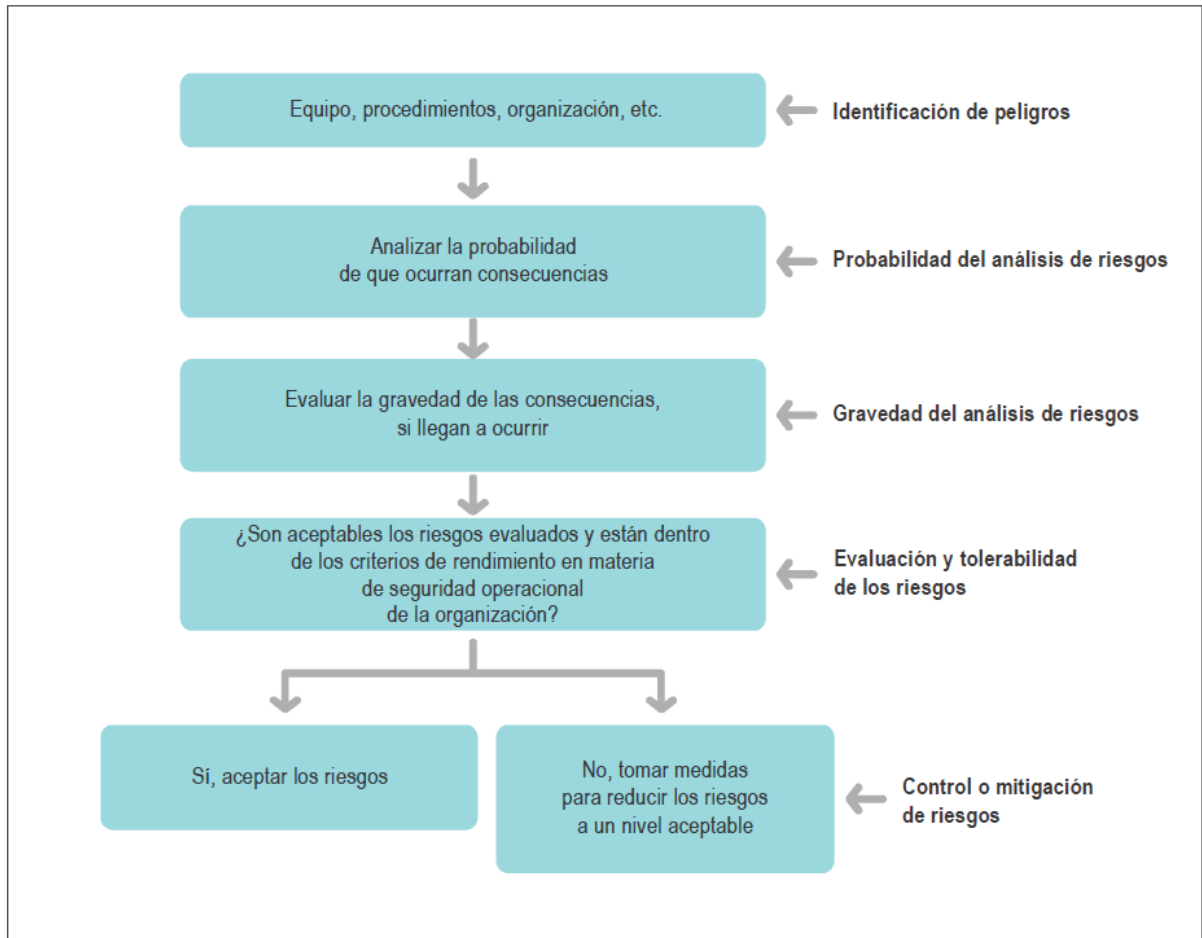 Equipo, procedimientos, organización, etc.
Identificación de peligros
Analizar la probabilidad
de que ocurran consecuencias
Probabilidad del análisis de riesgos
Evaluar la gravedad de las consecuencias,
si llegan a ocurrir
Gravedad del análisis de riesgos
¿Son aceptables los riesgos evaluados y están dentro
de los criterios de rendimiento en materia
de seguridad operacional
de la organización?
Evaluación y tolerabilidad
de los riesgos
Sí, aceptar los riesgos
No, tomar medidas
para reducir los riesgos
a un nivel aceptable
Control o mitigación
de riesgos